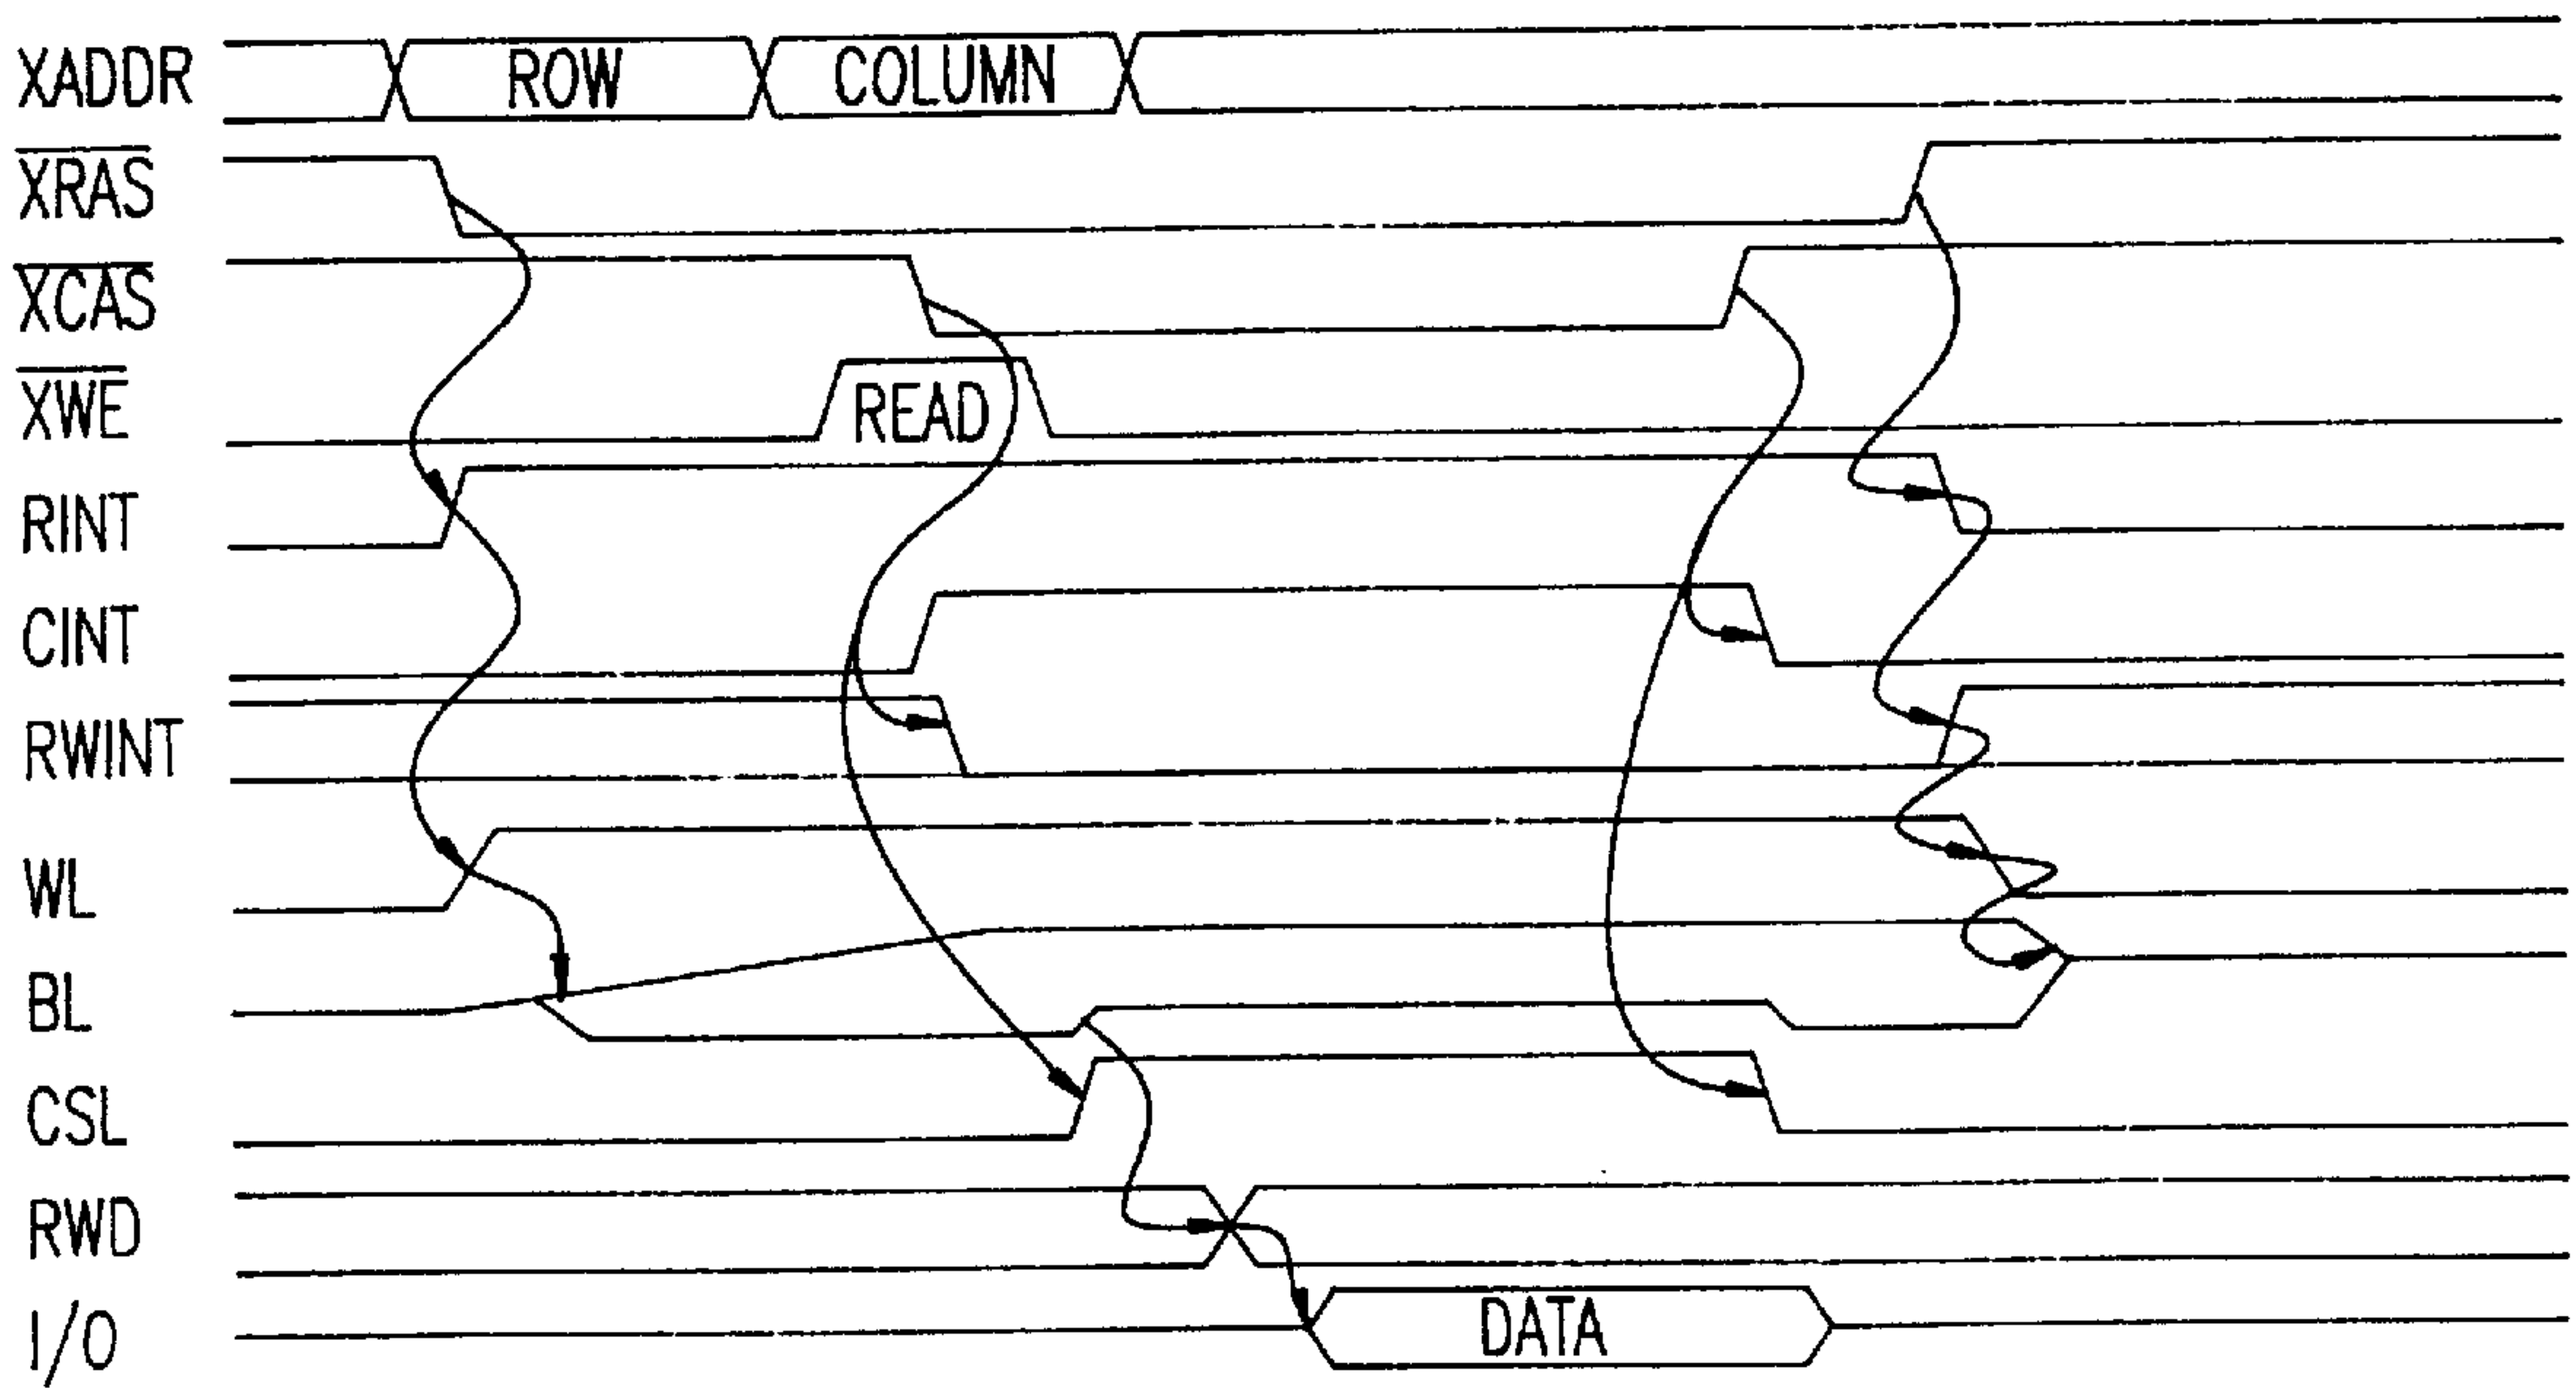 XADDR ROW COLUMN
XRAS
XCAS
XWE READ
RINT
CINT
RWINT
WL
BL
CSL
RWD
I/O DATA